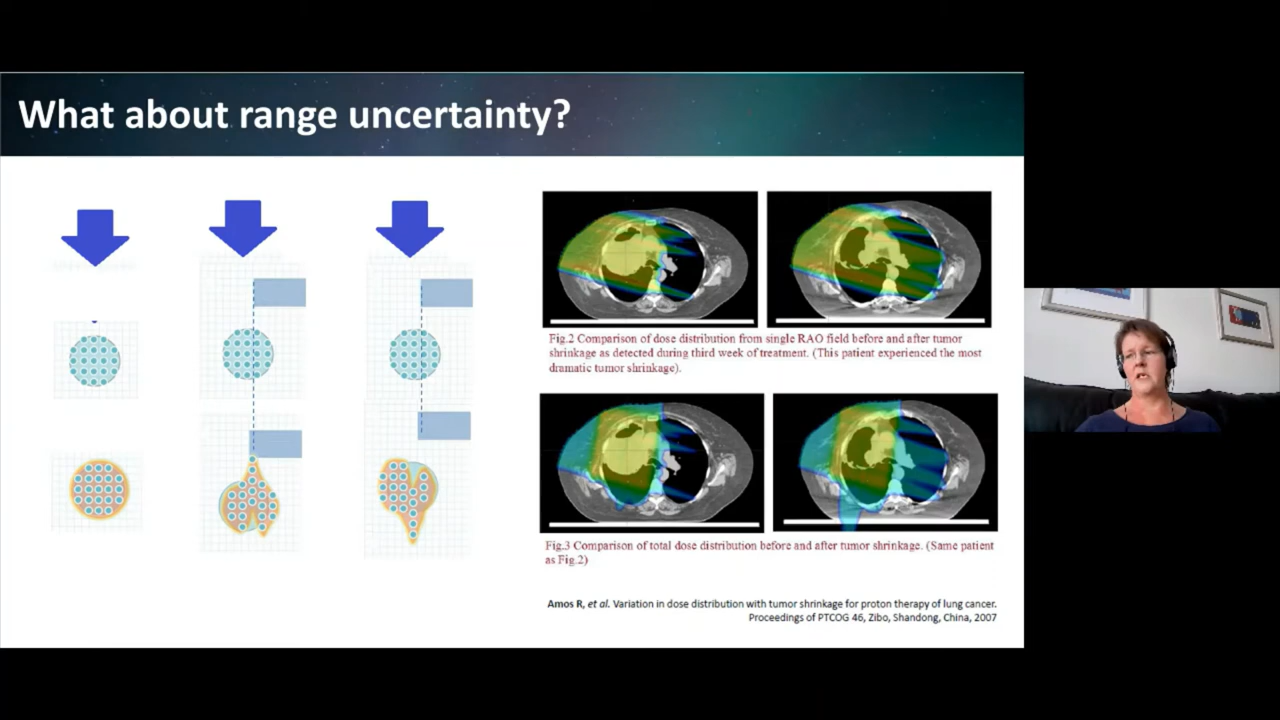 What about range uncertainty?
Fig.2 Comparison of dose distribution from single RAO field before and after tumor
shrinkage as detected during third week of treatment. (This patient experienced the most
dramatic tumor shrinkage).
Fig.3 Comparison of total dose distribution before and after tumor shrinkage. (Same patient
as Fig.2)
Amos R, et al. Variation in dose distribution with tumor shrinkage for proton therapy of lung cancer.
Proceedings of PTCOG 46, Zibo, Shandong, China, 2007